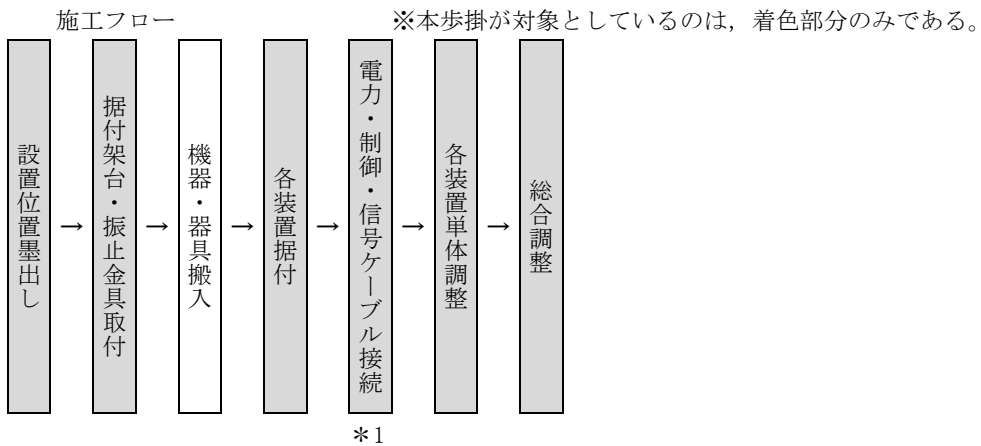 施工フロー
※本歩掛が対象としているのは，着色部分のみである。
設置位置墨出し
→
据付架台・振止金具取付
→
機器・器具搬入
→
各装置据付
→
電力・制御・信号ケーブル接続
→
各装置単体調整
→
総合調整
＊1